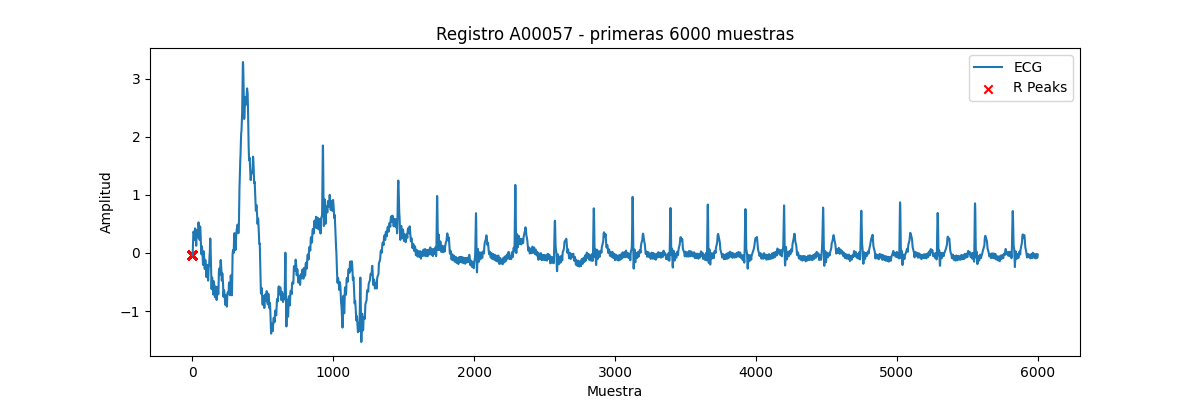 Registro A00057 - primeras 6000 muestras
ECG
R Peaks
Amplitud
3
2
1
0
−1
0 1000 2000 3000 4000 5000 6000
Muestra